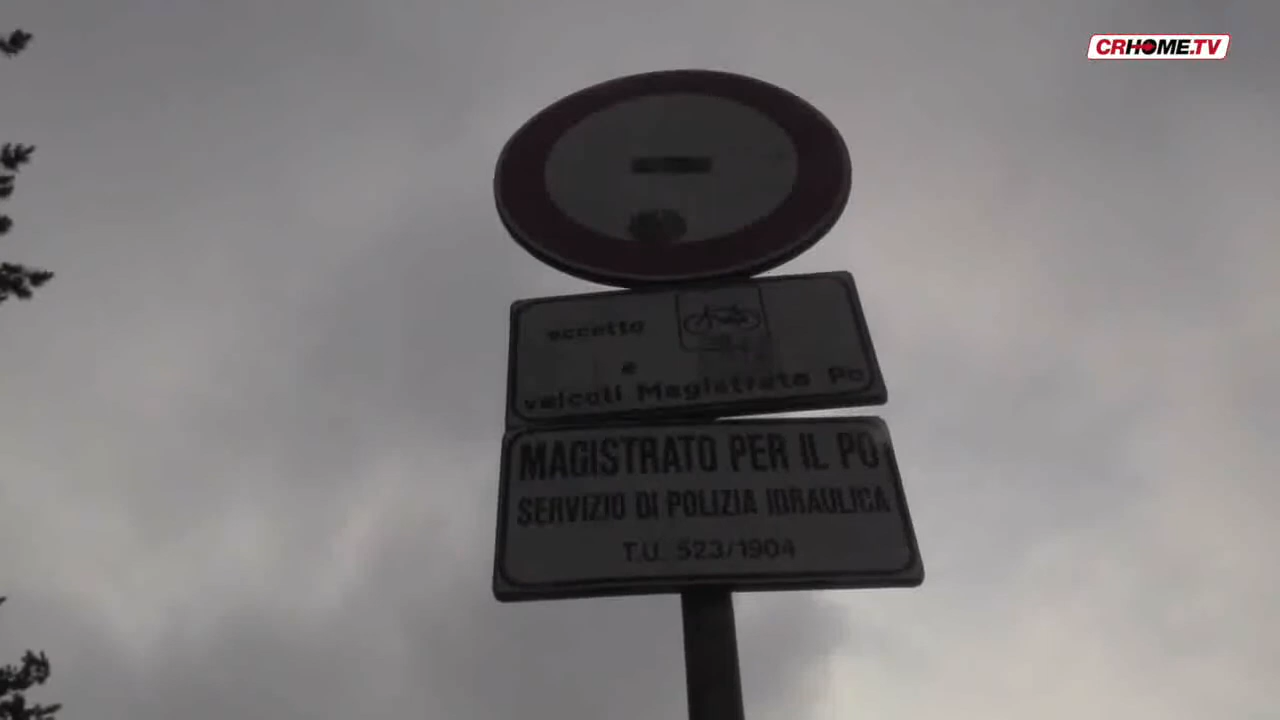 CRHOME.TV
eccetto
e
veicoli Magistrato Po
MAGISTRATO PER IL PO
SERVIZIO DI POLIZIA IDRAULICA
T.U. 523/1904